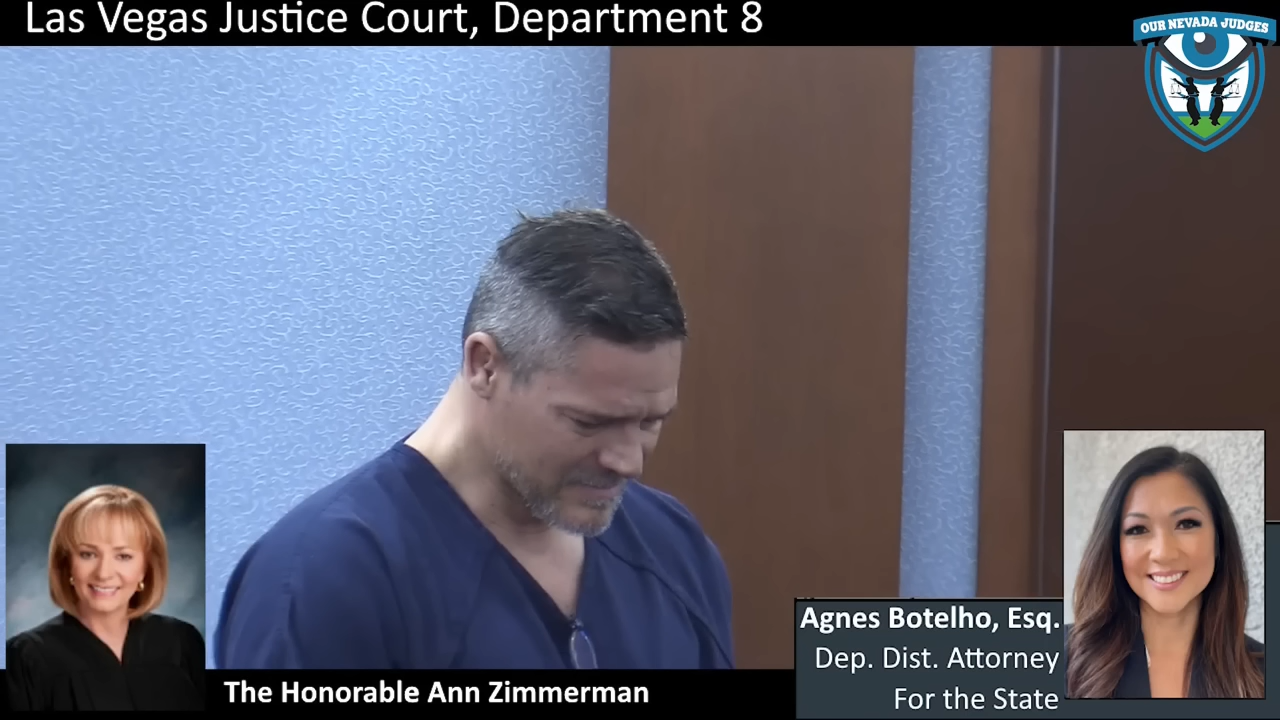 Las Vegas Justice Court, Department 8
OUR NEVADA JUDGES
Agnes Botelho, Esq.
Dep. Dist. Attorney
For the State
The Honorable Ann Zimmerman